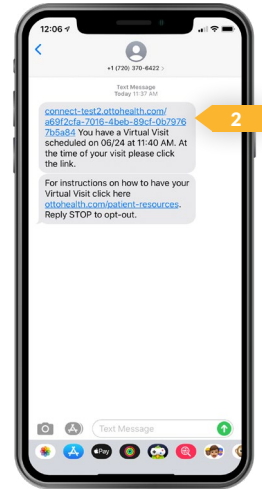 12:06
+1 (720) 370-6422 >
Text Message
Today 11:37 AM
connect-test2.ottohealth.com/
a69f2cfa-7016-4beb-89cf-0b7976
7b5a84 You have a Virtual Visit
scheduled on 06/24 at 11:40 AM. At
the time of your visit please click
the link.
2
For instructions on how to have your
Virtual Visit click here
ottohealth.com/patient-resources.
Reply STOP to opt-out.
Text Message
Pay